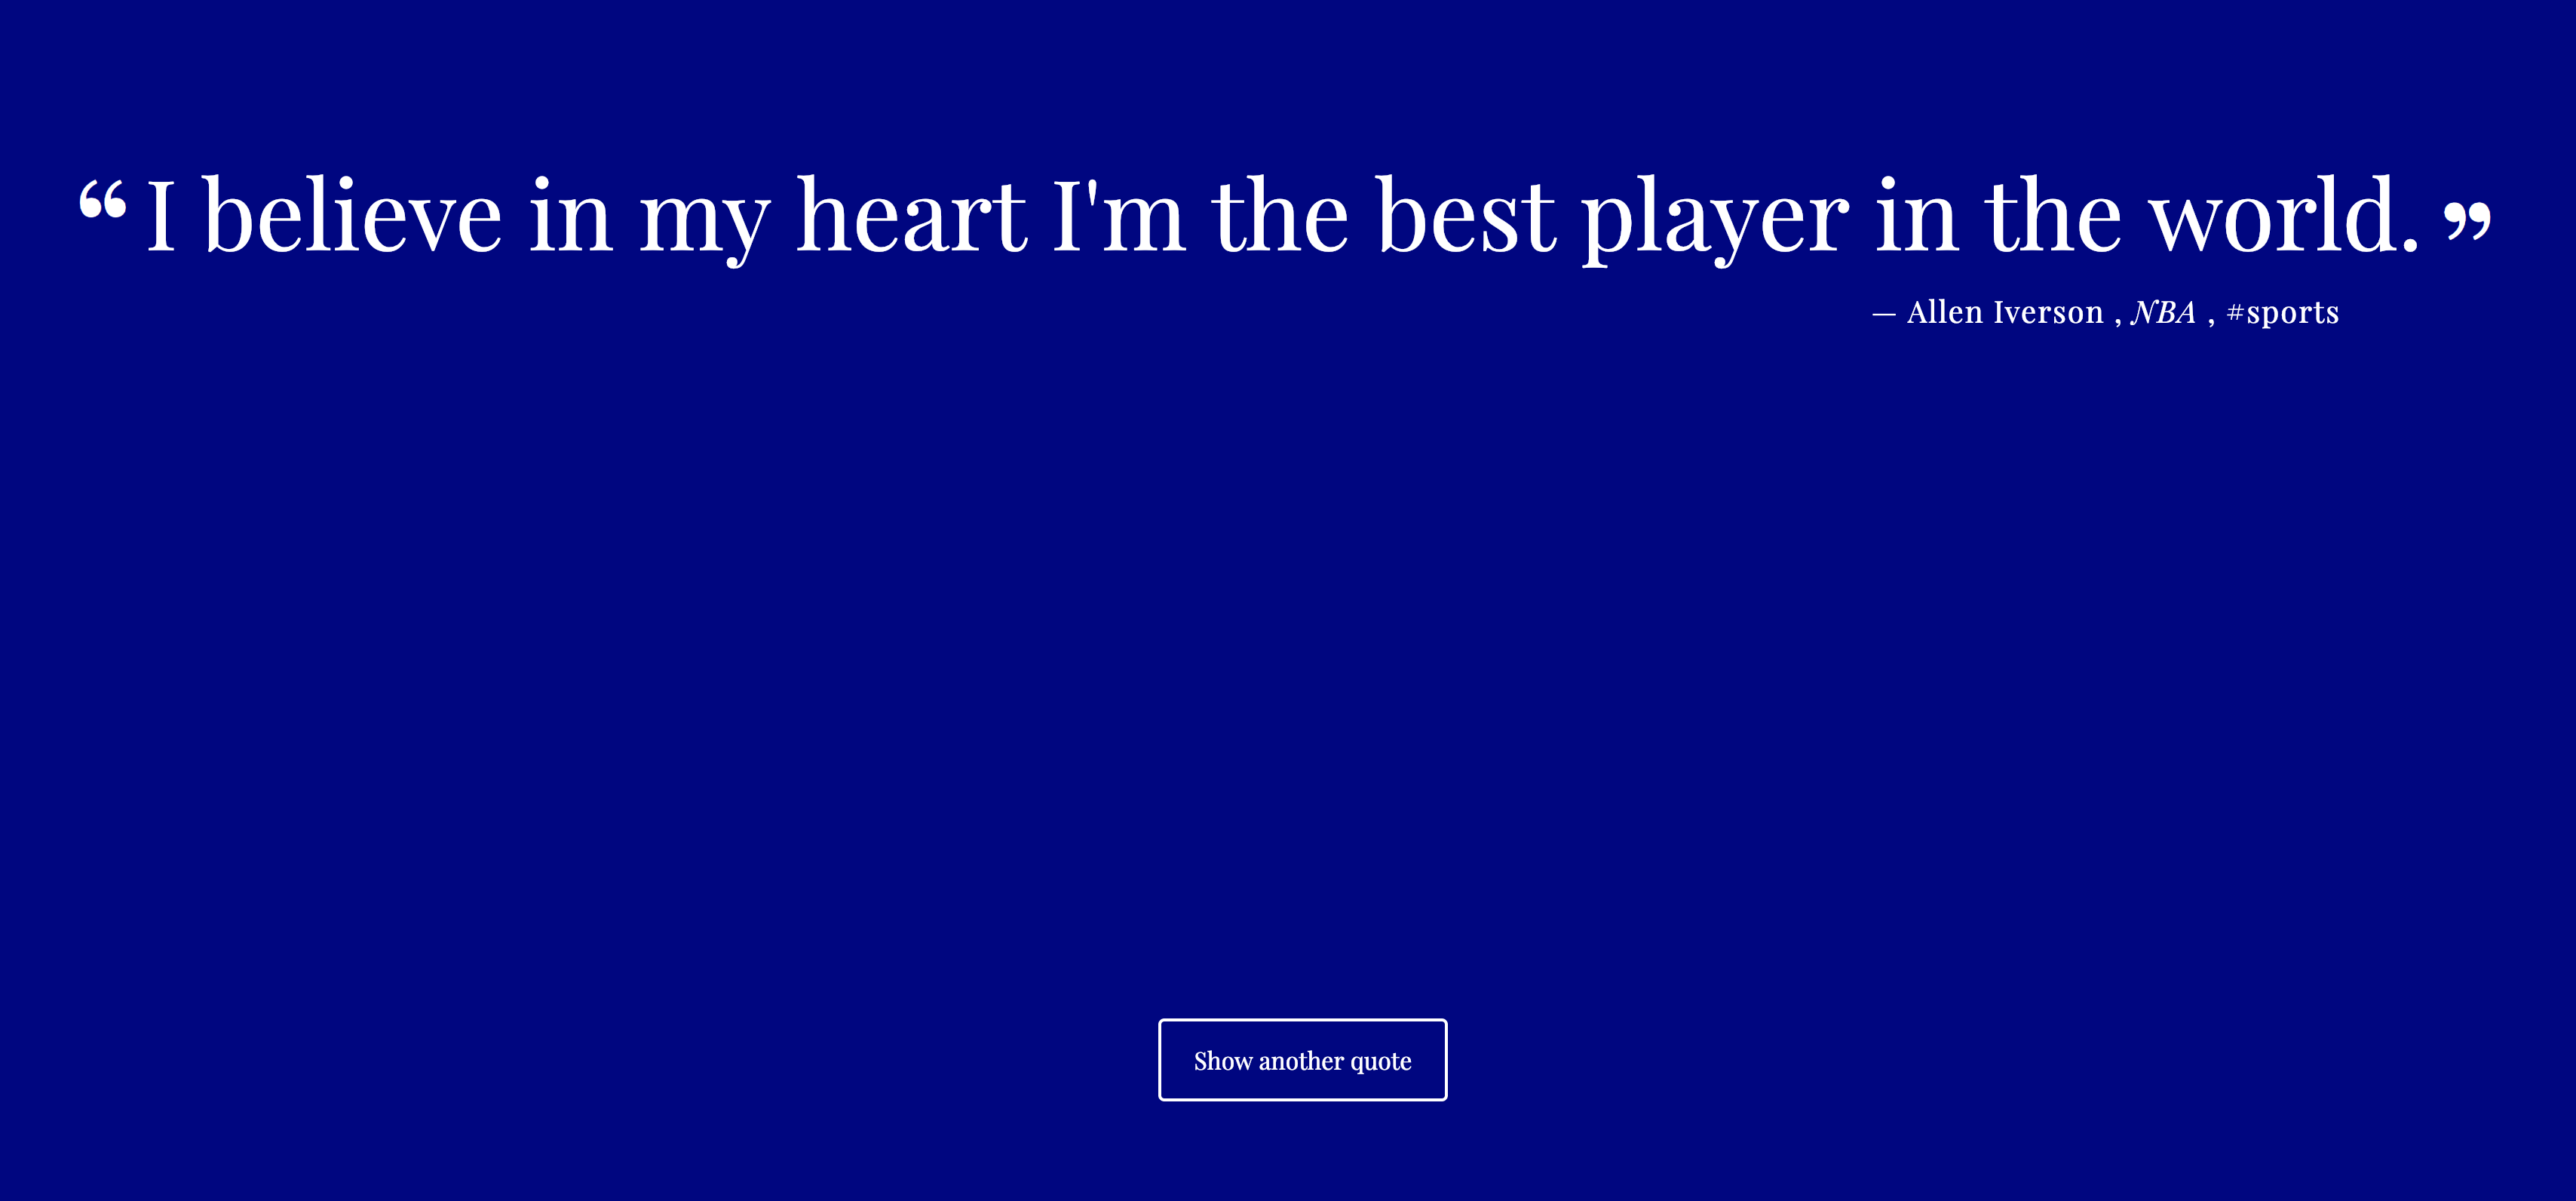 “ I believe in my heart I'm the best player in the world. ”
— Allen Iverson , NBA , #sports
Show another quote